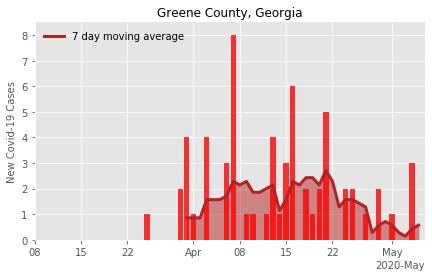 Greene County, Georgia
7 day moving average
New Covid-19 Cases
8
7
6
5
4
3
2
1
0
08 15 22 Apr 08 15 22 May
2020-May